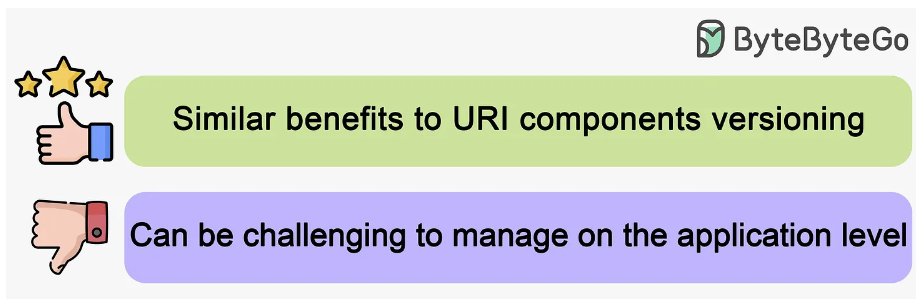 ByteByteGo
Similar benefits to URI components versioning
Can be challenging to manage on the application level